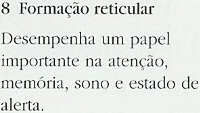 8 Formação reticular
Desempenha um papel
importante na atenção,
memória, sono e estado de
alerta.